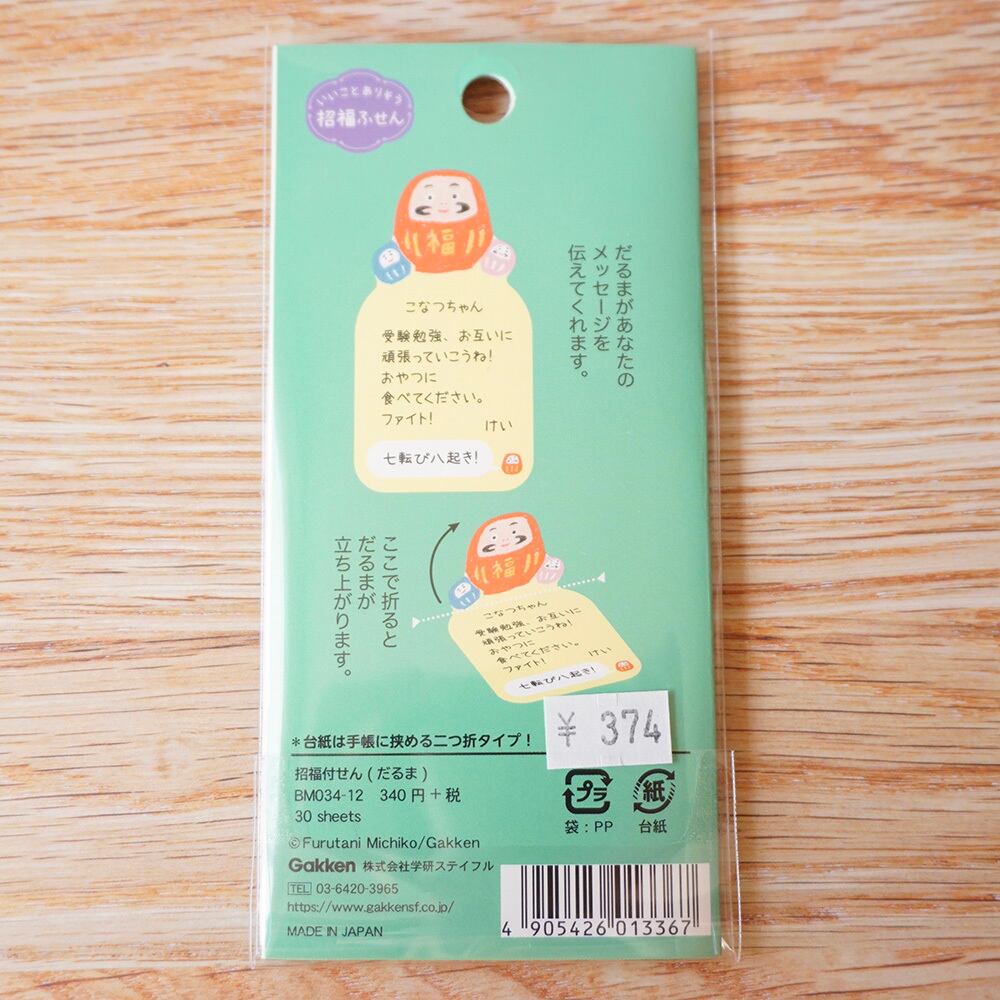 いいことありそう
招福ふせん
福
だるまがあなたの
メッセージを
伝えてくれます。
こなつちゃん
受験勉強、お互いに
頑張っていこうね!
おやつに
食べてください。
ファイト!
けい
七転び八起き!
ここで折ると
だるまが
立ち上がります。
福
こなつちゃん
受験勉強、お互いに
頑張っていこうね!
おやつに
食べてください。
ファイト!
けい
七転び八起き!
¥ 374
*台紙は手帳に挟める二つ折タイプ!
招福付せん(だるま)
BM034-12 340円+税
30 sheets
プラ
袋:PP
紙
台紙
©Furutani Michiko/Gakken
Gakken 株式会社学研ステイフル
TEL 03-6420-3965
https://www.gakkensf.co.jp/
MADE IN JAPAN
4 905426 013367